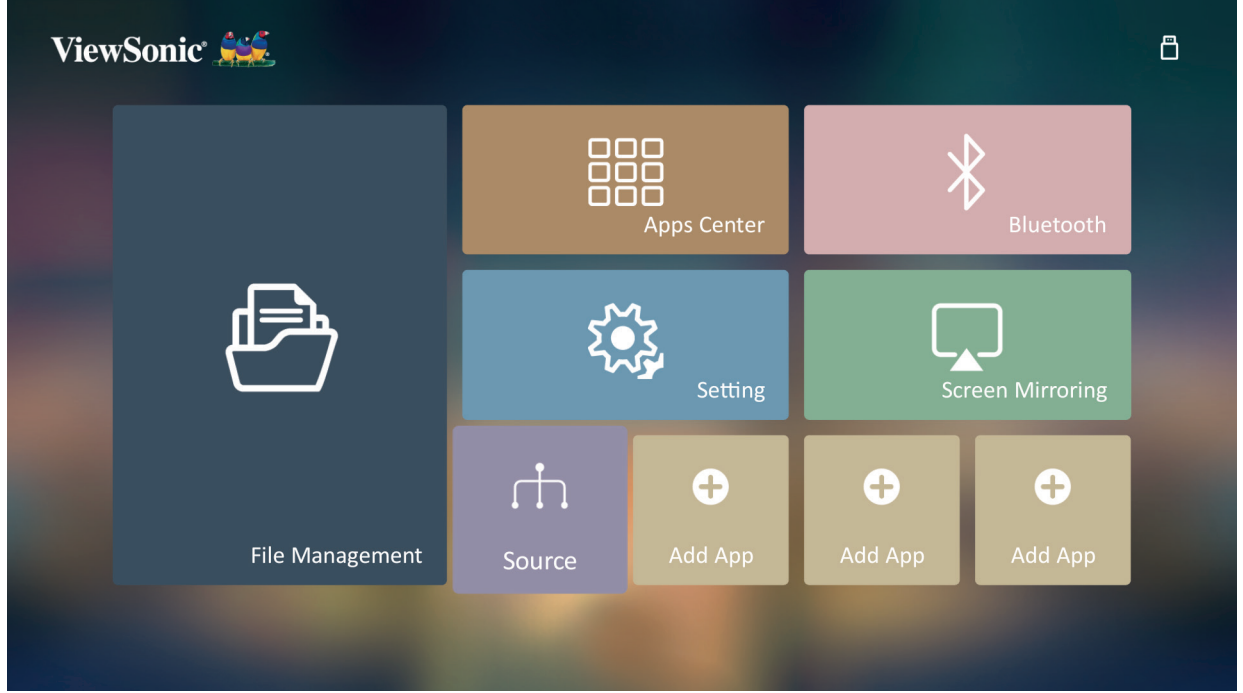 ViewSonic®
Apps Center
Bluetooth
Setting
Screen Mirroring
File Management
Source
Add App
Add App
Add App